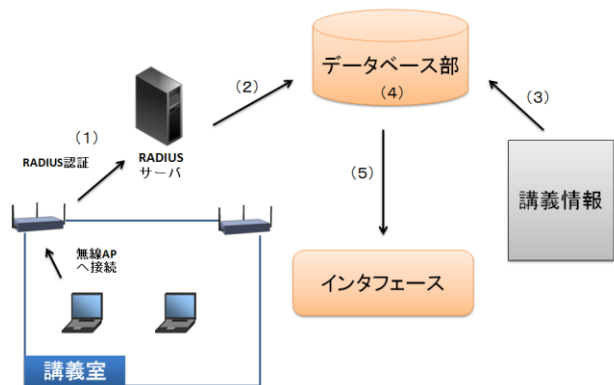 (1)
RADIUS認証
RADIUS
サーバ
(2)
データベース部
(4)
(3)
講義情報
(5)
インタフェース
無線AP
へ接続
講義室